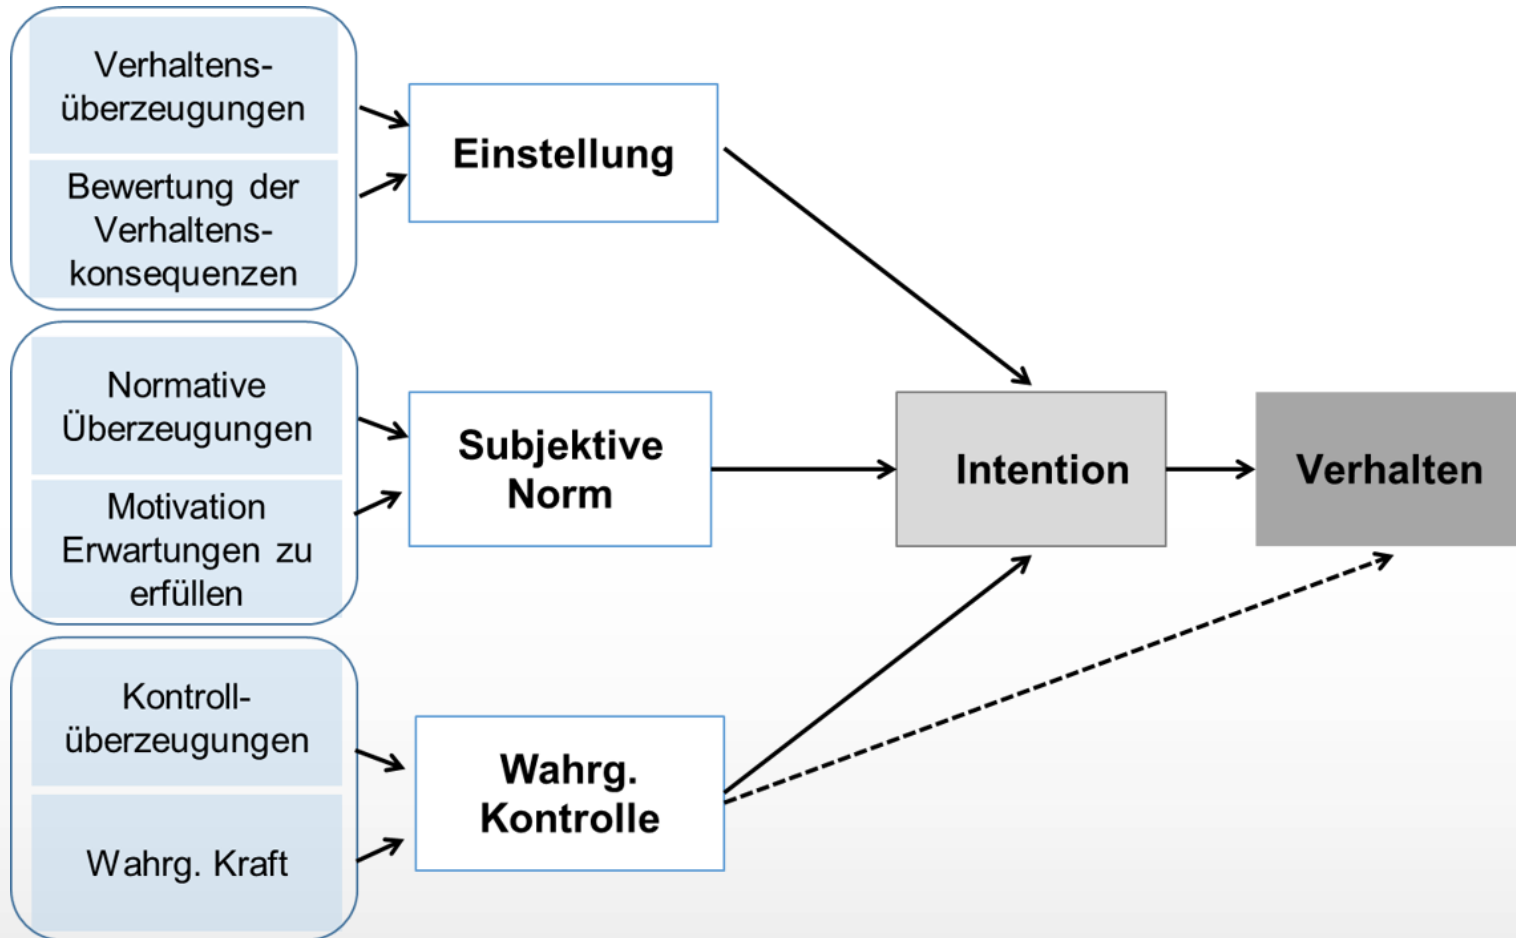 Verhaltens-
überzeugungen
Bewertung der
Verhaltens-
konsequenzen
Einstellung
Normative
Überzeugungen
Motivation
Erwartungen zu
erfüllen
Subjektive
Norm
Intention
Verhalten
Kontroll-
überzeugungen
Wahrg. Kraft
Wahrg.
Kontrolle